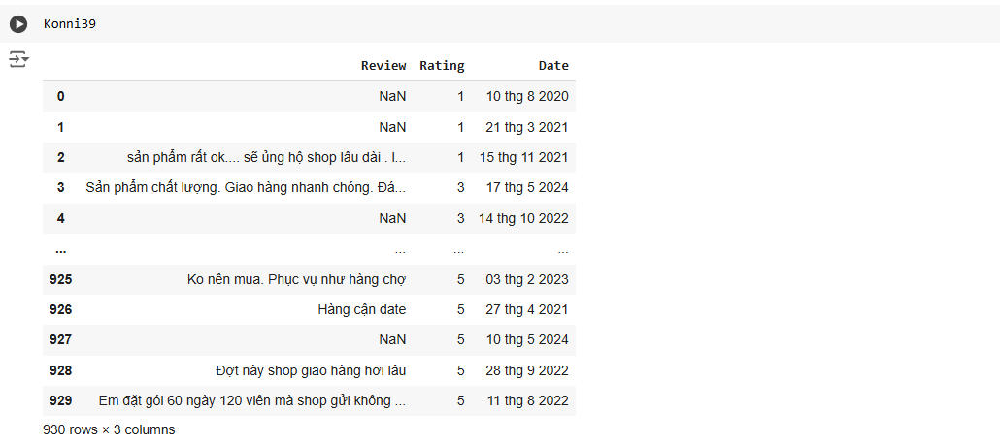 Konni39
Review Rating Date
0 NaN 1 10 thg 8 2020
1 NaN 1 21 thg 3 2021
2 sản phẩm rất ok.... sẽ ủng hộ shop lâu dài . I... 1 15 thg 11 2021
3 Sản phẩm chất lượng. Giao hàng nhanh chóng. Đá... 3 17 thg 5 2024
4 NaN 3 14 thg 10 2022
... ... ... ...
925 Ko nên mua. Phục vụ như hàng chợ 5 03 thg 2 2023
926 Hàng cận date 5 27 thg 4 2021
927 NaN 5 10 thg 5 2024
928 Đợt này shop giao hàng hơi lâu 5 28 thg 9 2022
929 Em đặt gói 60 ngày 120 viên mà shop gửi không ... 5 11 thg 8 2022
930 rows × 3 columns